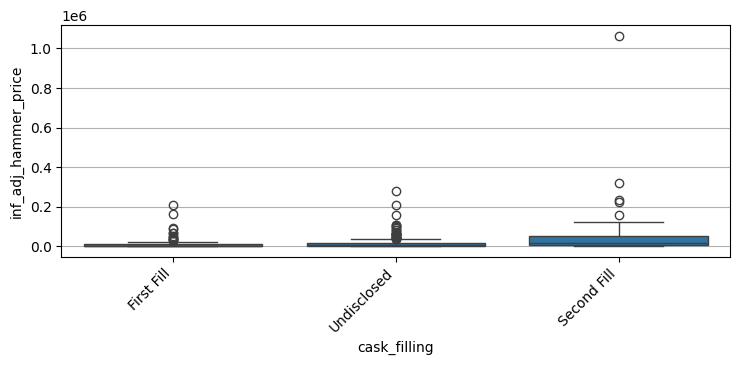 1e6
1.0
0.8
0.6
0.4
0.2
0.0
inf_adj_hammer_price
First Fill
Undisclosed
Second Fill
cask_filling